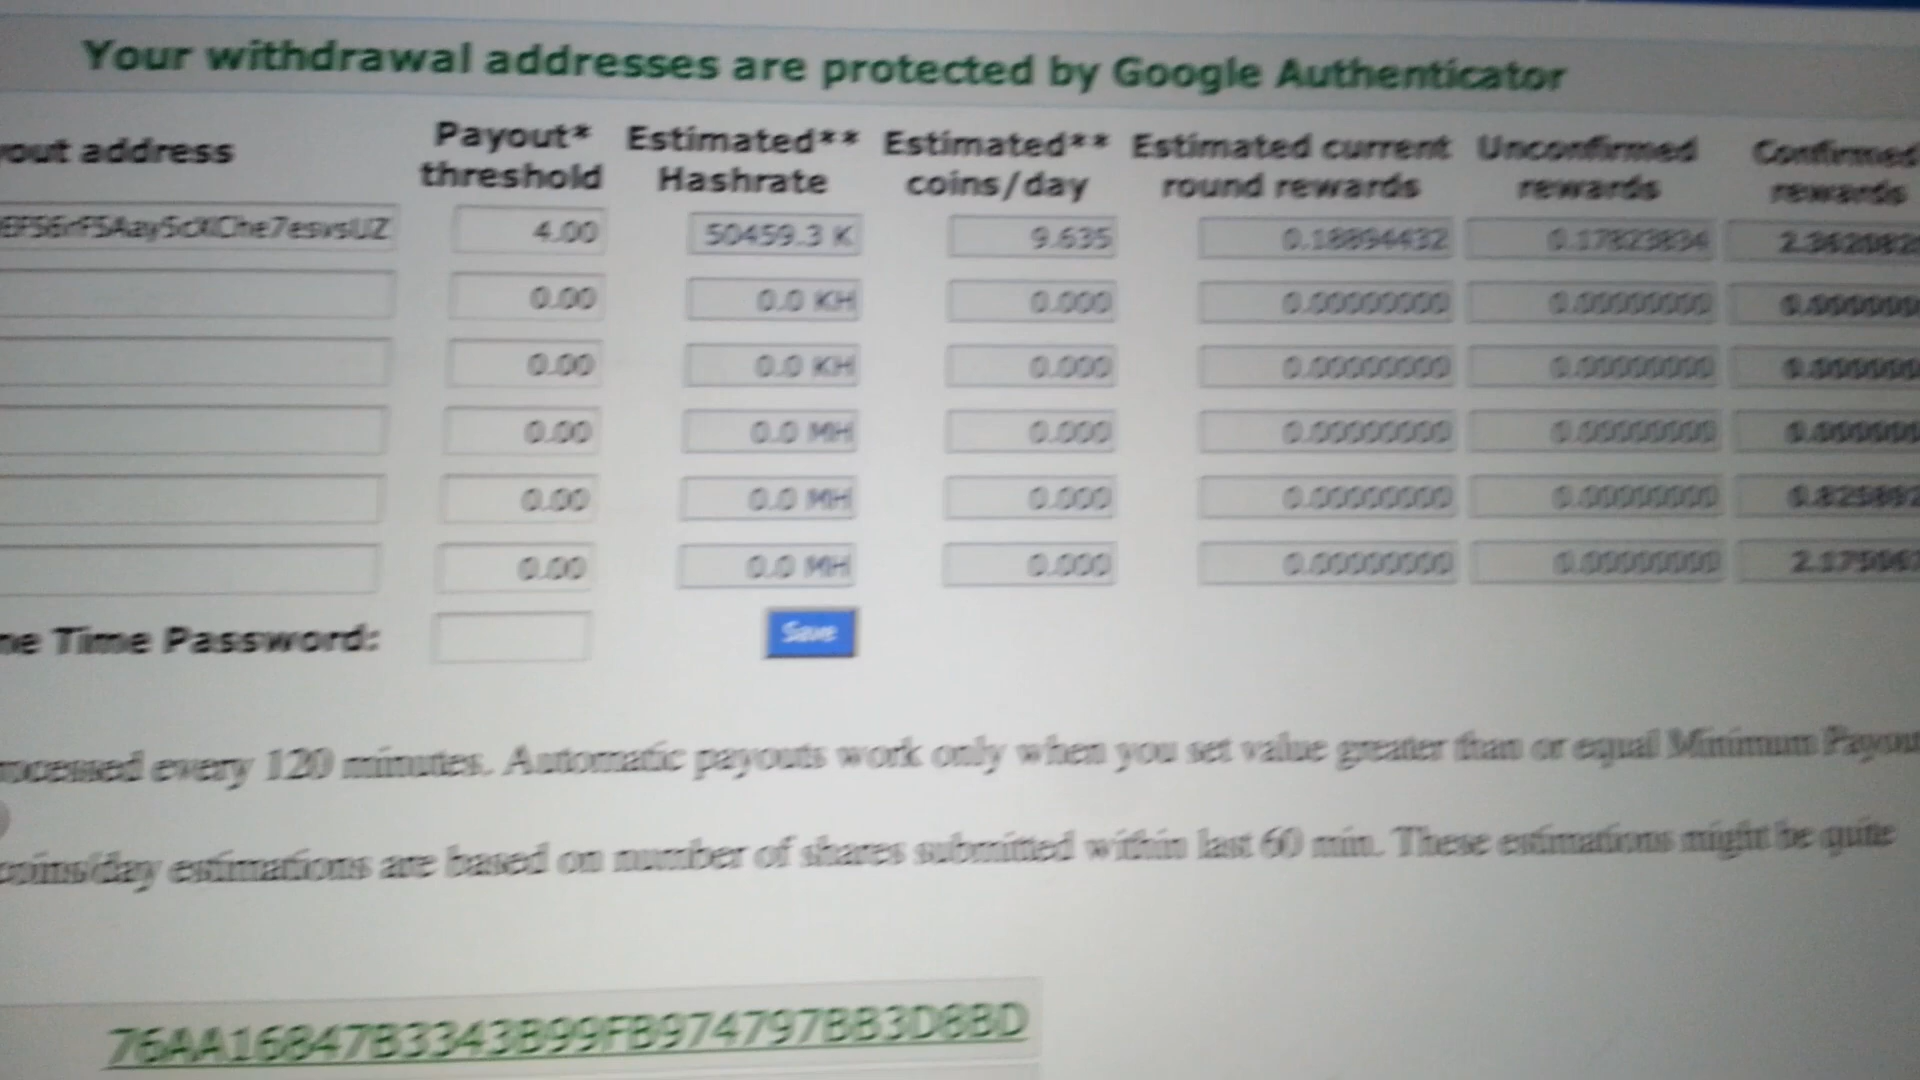 Your withdrawal addresses are protected by Google Authenticator
address Payout* Estimated** Estimated** Estimated current Unconfirmed Confirmed
threshold Hashrate coins/day round rewards rewards rewards
4.00 50459.3 K 9.635 0.18894432 0.17823834
0.00 0.0 KH 0.000 0.00000000 0.00000000
0.00 0.0 KH 0.000 0.00000000 0.00000000
0.00 0.0 MH 0.000 0.00000000 0.00000000
0.00 0.0 MH 0.000 0.00000000 0.00000000
0.00 0.0 MH 0.000 0.00000000 0.00000000
Time Password: Save
every 120 minutes. Automatic payouts work only when you set value greater than or equal Minimum
estimations are based on number of shares submitted within last 60 min. These estimations might be quite
76AA16847B3343B99FB974797BB3D8BD